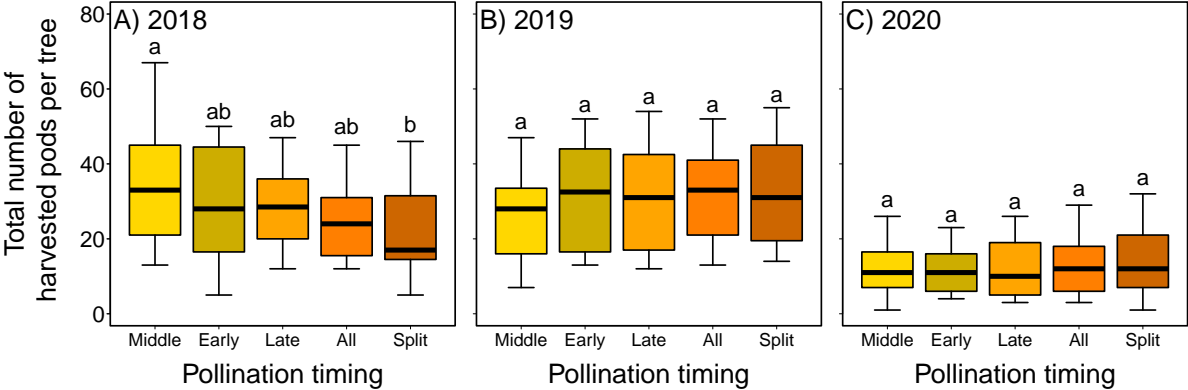 Total number of
harvested pods per tree
80
60
40
20
0
A) 2018
a
ab
ab
ab
b
Middle Early Late All Split
Pollination timing
B) 2019
a
a
a
a
a
Middle Early Late All Split
Pollination timing
C) 2020
a
a
a
a
a
Middle Early Late All Split
Pollination timing